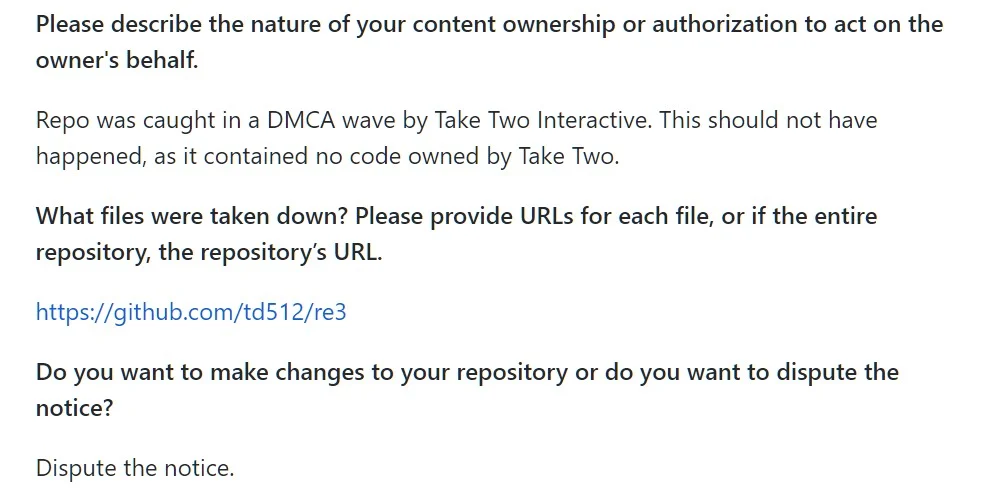 Please describe the nature of your content ownership or authorization to act on the
owner's behalf.
Repo was caught in a DMCA wave by Take Two Interactive. This should not have
happened, as it contained no code owned by Take Two.
What files were taken down? Please provide URLs for each file, or if the entire
repository, the repository’s URL.
https://github.com/td512/re3
Do you want to make changes to your repository or do you want to dispute the
notice?
Dispute the notice.